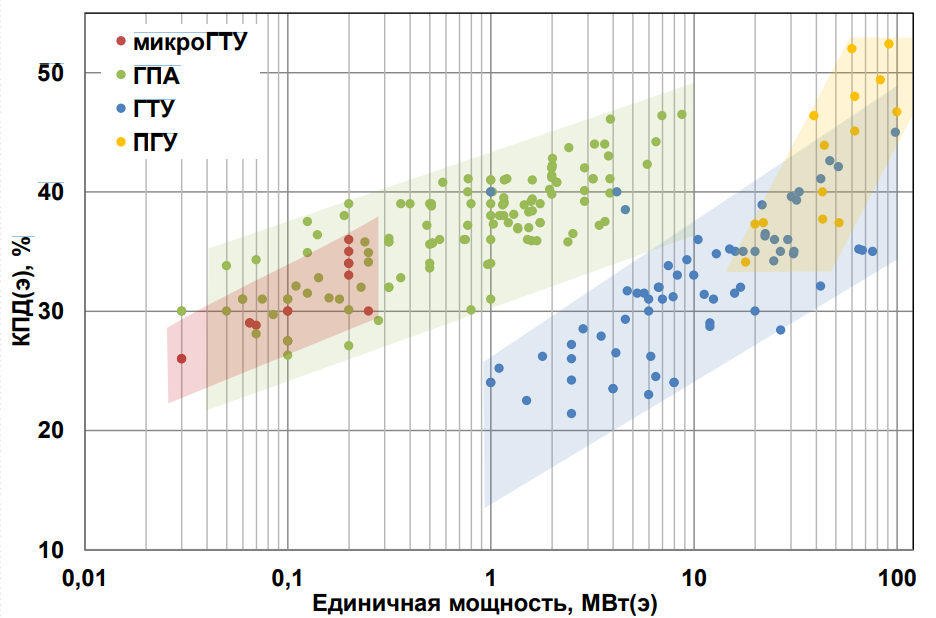 микроГТУ
ГПА
ГТУ
ПГУ
КПД(э), %
50
40
30
20
10
0,01 0,1 1 10 100
Единичная мощность, МВт(э)